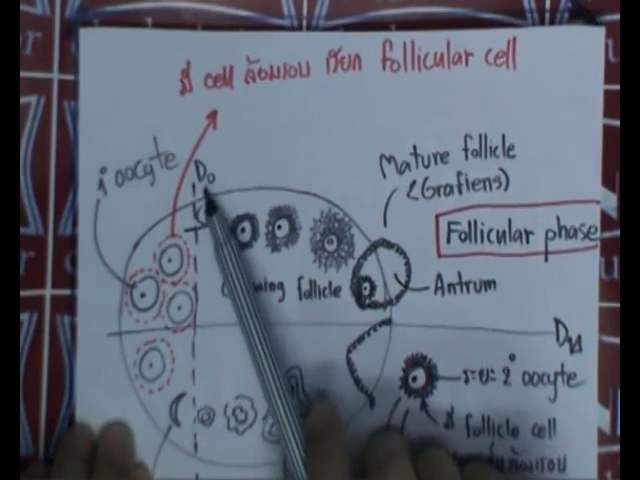 มี cell ล้อมรอบ เรียก follicular cell
1° oocyte
D₀
Mature follicle
(Grafiens)
Follicular phase
follicle
Antrum
D₁₄
ระยะ 2° oocyte
มี follicle cell